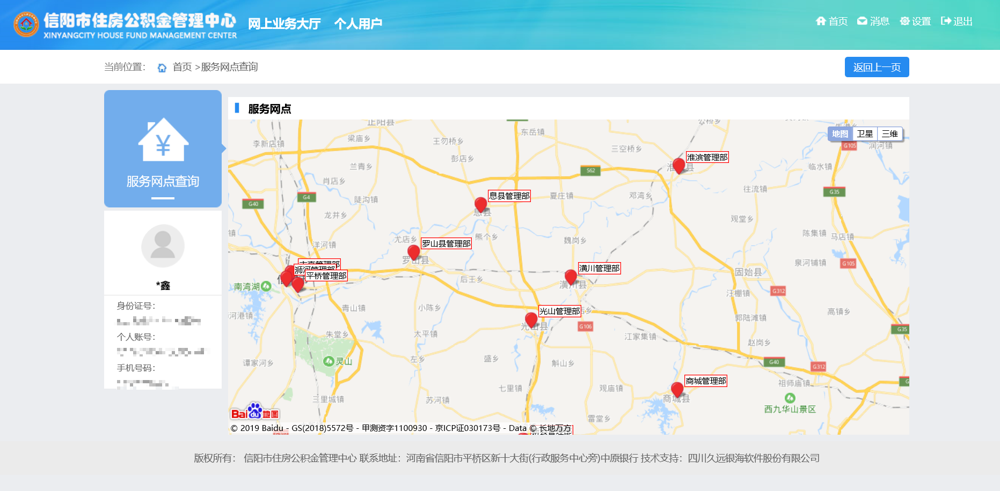 信阳市住房公积金管理中心
XINYANGCITY HOUSE FUND MANAGEMENT CENTER
网上业务大厅 个人用户
首页 消息 设置 退出
当前位置： 首页 >服务网点查询
返回上一页
服务网点查询
*鑫
身份证号：
个人账号：
手机号码：
服务网点
地图 卫星 三维
正阳县
东岳镇
李新店镇
梁庙乡
王勿桥乡
三空桥乡
G105
润河镇
彭店乡
淮滨管理部
兰青乡
S62
临水镇
肖店乡
息县管理部
夏庄镇
邓湾乡
往流镇
G35
G40
G4
陡沟镇
息县
龙井乡
观堂乡
尤店乡
熊个乡
魏岗乡
陈集镇
马店镇
洋河镇
罗山县管理部
罗山县
泉河铺镇
G105
市直管理部
浉河管理部
平桥管理部
潢川管理部
潢川县
固始县
后王乡
南湾湖
汪棚镇
G312
青山镇
小陈乡
光山管理部
光山县
高镇乡
河港镇
G106
郭陆滩镇
G35
朱堂乡
太平镇
江家集镇
赵岗乡
灵山
左乡
盛乡
斛山乡
谭家河乡
G40
G312
商城管理部
商城县
祖师庙镇
七里镇
观庙镇
三里城镇
苏河镇
西九华山景区
雷堂乡
Bai du 地图
© 2019 Baidu - GS(2018)5572号 - 甲测资字1100930 - 京ICP证030173号 - Data © 长地万方
新县管理部
版权所有： 信阳市住房公积金管理中心 联系地址：河南省信阳市平桥区新十大街(行政服务中心旁)中原银行 技术支持：四川久远银海软件股份有限公司